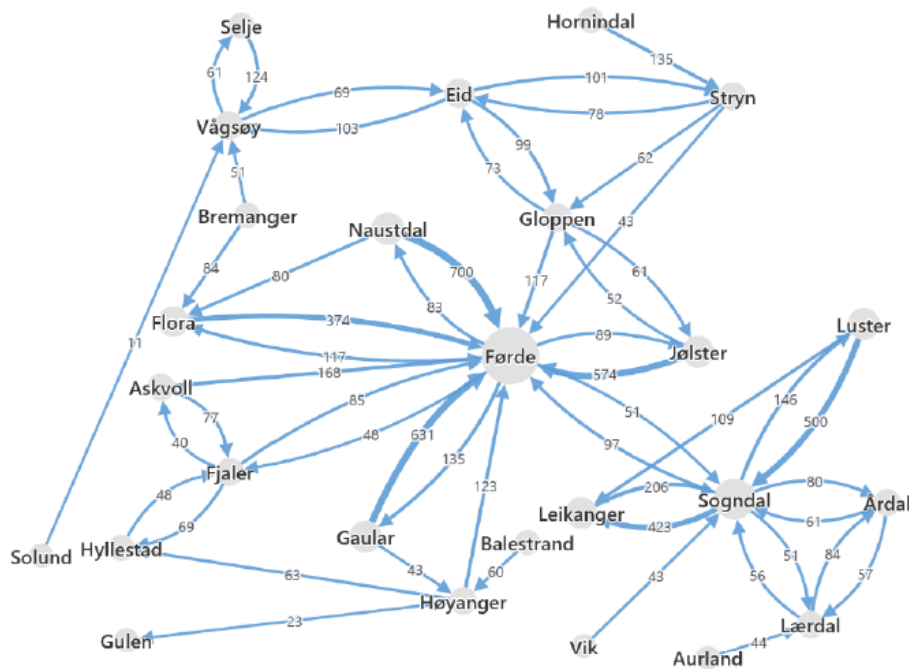 Selje
Hornindal
135
61
124
101
69
Eid
Stryn
78
Vågsøy
103
99
62
51
73
Bremanger
Naustdal
Gloppen
43
84
80
700
117
61
83
52
Flora
374
Luster
89
11
117
Førde
Jølster
168
574
Askvoll
77
85
51
146
109
500
40
631
48
97
135
Fjaler
80
48
123
206
Sogndal
Årdal
69
Leikanger
423
61
Solund
Hyllestad
Gaular
Balestrand
51
84
43
60
43
56
57
63
Høyanger
23
Lærdal
Gulen
Vik
44
Aurland